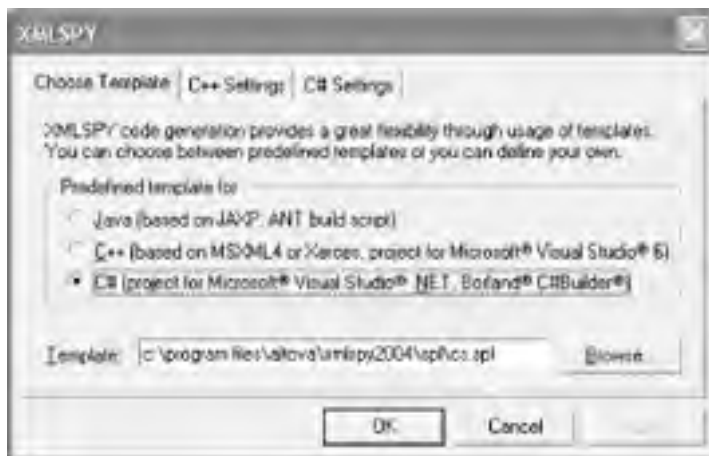 XMLSPY
Choose Template C++ Settings C# Settings
XMLSPY code generation provides a great flexibility through usage of templates.
You can choose between predefined templates or you can define your own.
Predefined template for
Java (based on JAXP, ANT build script)
C++ (based on MSXML4 or Xerces, project for Microsoft® Visual Studio® 6)
C# (project for Microsoft® Visual Studio® .NET, Borland® C#Builder®)
Template: c:\program files\altova\xmlspy2004\spl\cs.spl Browse...
OK Cancel